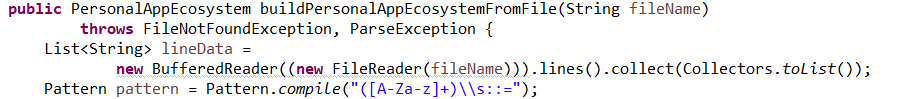 public PersonalAppEcosystem buildPersonalAppEcosystemFromFile(String fileName)
throws FileNotFoundException, ParseException {
List<String> lineData =
new BufferedReader((new FileReader(fileName))).lines().collect(Collectors.toList());
Pattern pattern = Pattern.compile("([A-Za-z]+)\\s::=");